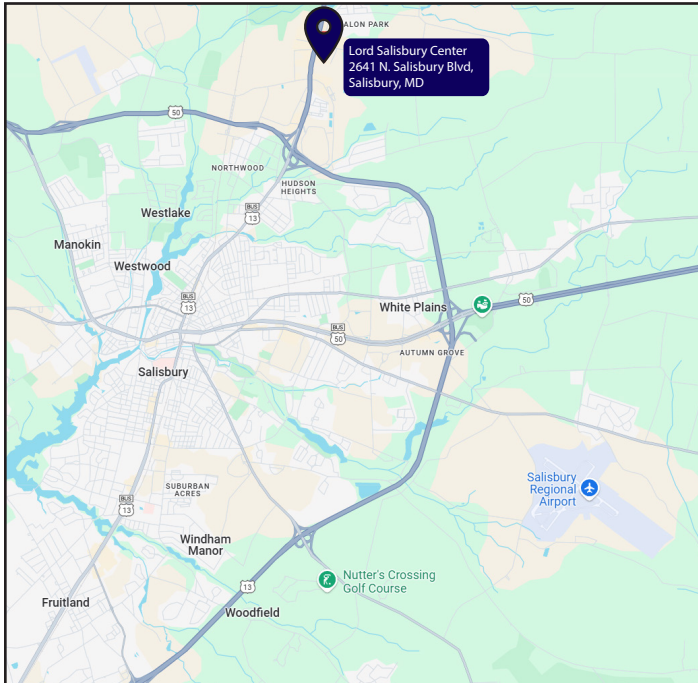 ALON PARK
Lord Salisbury Center
2641 N. Salisbury Blvd,
Salisbury, MD
50
NORTHWOOD
HUDSON
HEIGHTS
BUS
13
Westlake
Manokin
Westwood
BUS
13
White Plains
50
BUS
50
AUTUMN GROVE
Salisbury
Salisbury
Regional
Airport
SUBURBAN
ACRES
BUS
13
Windham
Manor
Nutter's Crossing
Golf Course
13
Fruitland
Woodfield